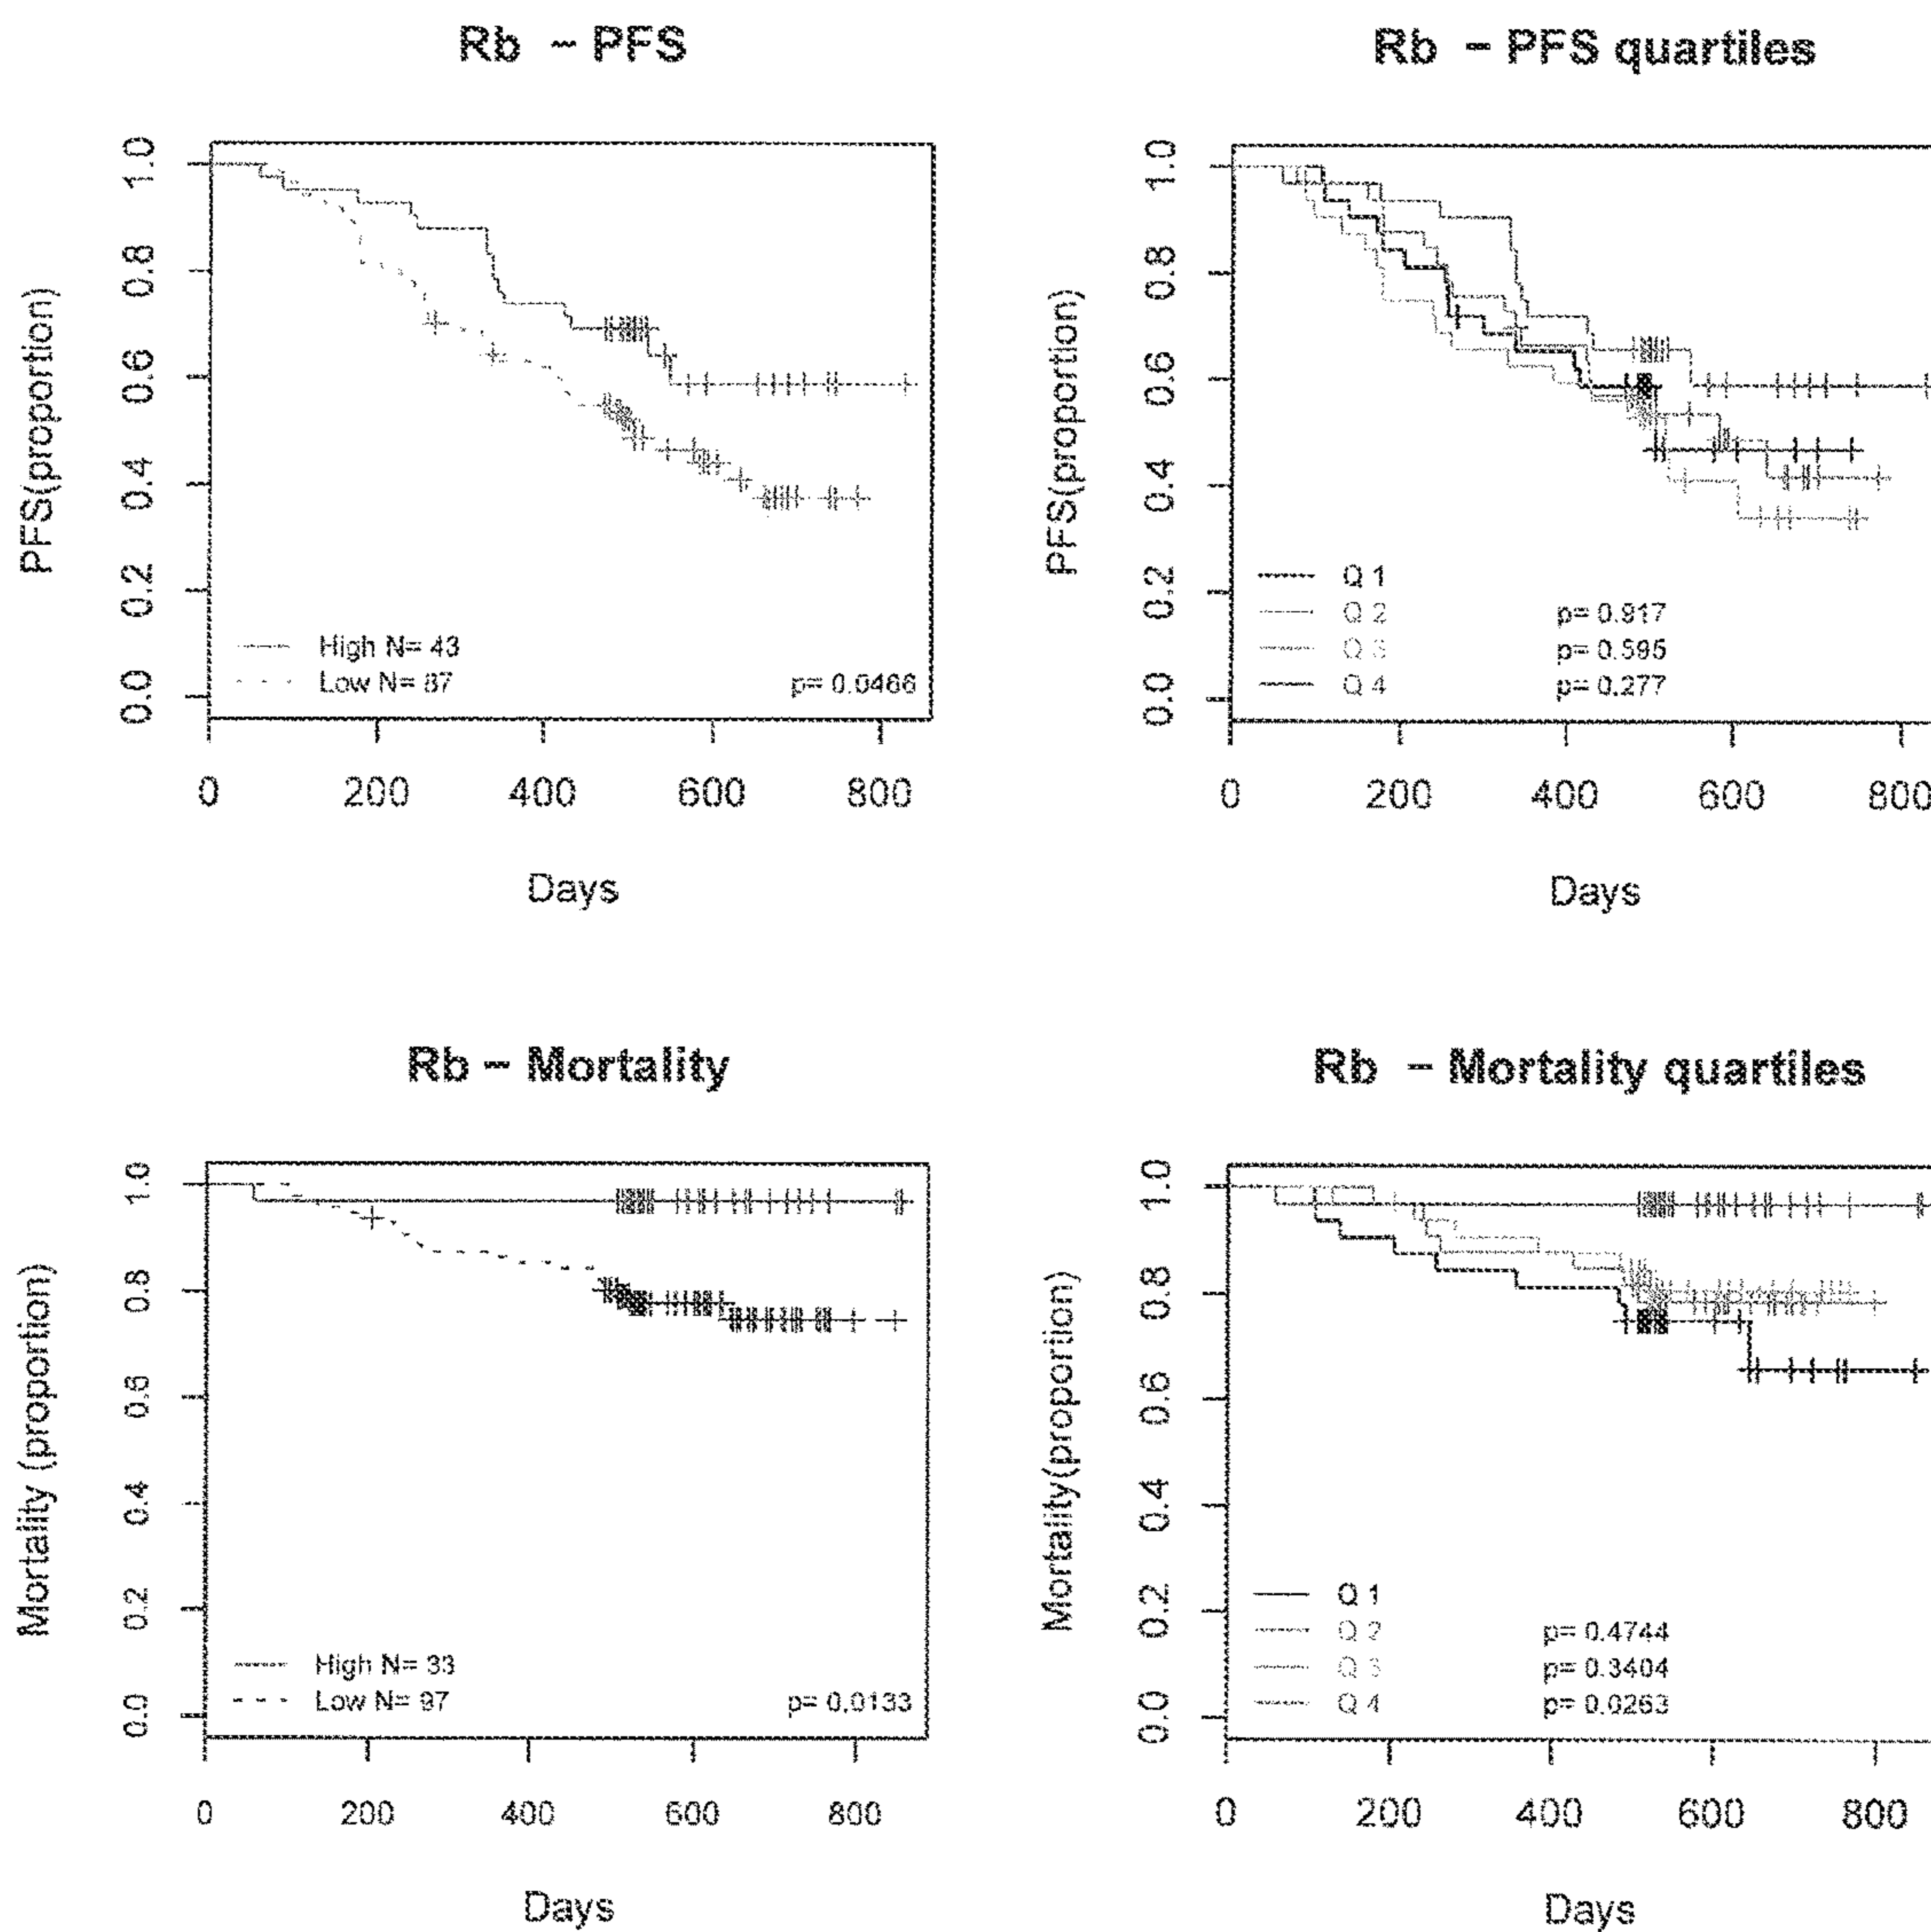 Rb – PFS
PFS(proportion)
1.0
0.8
0.6
0.4
0.2
0.0
High N= 43
Low N= 87
p= 0.0466
0 200 400 600 800
Days
Rb – PFS quartiles
PFS(proportion)
1.0
0.8
0.6
0.4
0.2
0.0
Q 1
Q 2 p= 0.917
Q 3 p= 0.595
Q 4 p= 0.277
0 200 400 600 800
Days
Rb – Mortality
Mortality (proportion)
1.0
0.8
0.6
0.4
0.2
0.0
High N= 33
Low N= 97
p= 0.0133
0 200 400 600 800
Days
Rb – Mortality quartiles
Mortality(proportion)
1.0
0.8
0.6
0.4
0.2
0.0
Q 1
Q 2 p= 0.4744
Q 3 p= 0.3404
Q 4 p= 0.0263
0 200 400 600 800
Days